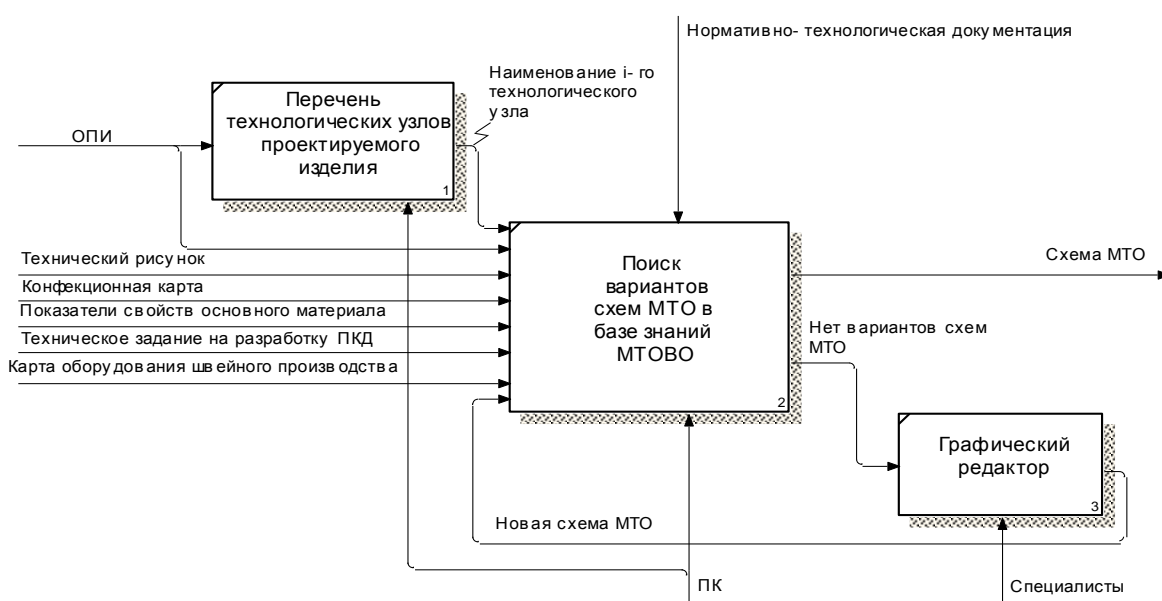 Нормативно- технологическая документация
Наименование i- го
технологического
узла
Перечень
технологических узлов
проектируемого
изделия
1
ОПИ
Технический рисунок
Конфекционная карта
Показатели свойств основного материала
Техническое задание на разработку ПКД
Карта оборудования швейного производства
Поиск
вариантов
схем МТО в
базе знаний
МТОВО
2
Схема МТО
Нет вариантов схем
МТО
Графический
редактор
3
Новая схема МТО
ПК
Специалисты